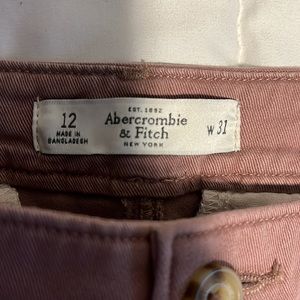 12
MADE IN
BANGLADESH
EST. 1892
Abercrombie
& Fitch
NEW YORK
W 31